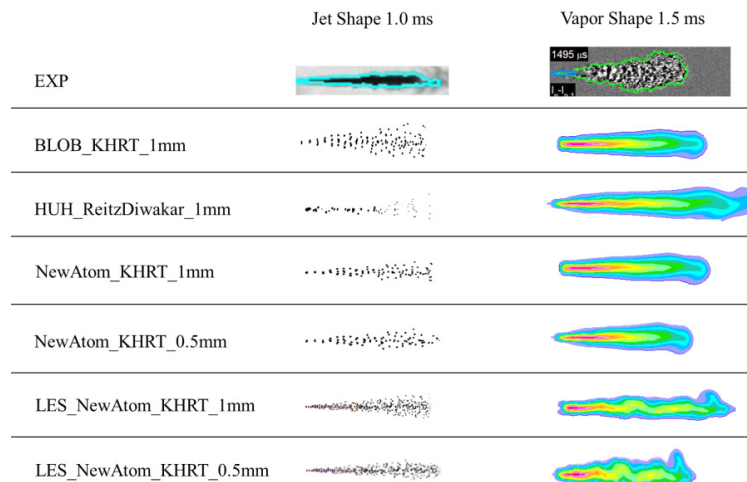 Jet Shape 1.0 ms
Vapor Shape 1.5 ms
EXP
1495 µs
BLOB_KHRT_1mm
HUH_ReitzDiwakar_1mm
NewAtom_KHRT_1mm
NewAtom_KHRT_0.5mm
LES_NewAtom_KHRT_1mm
LES_NewAtom_KHRT_0.5mm